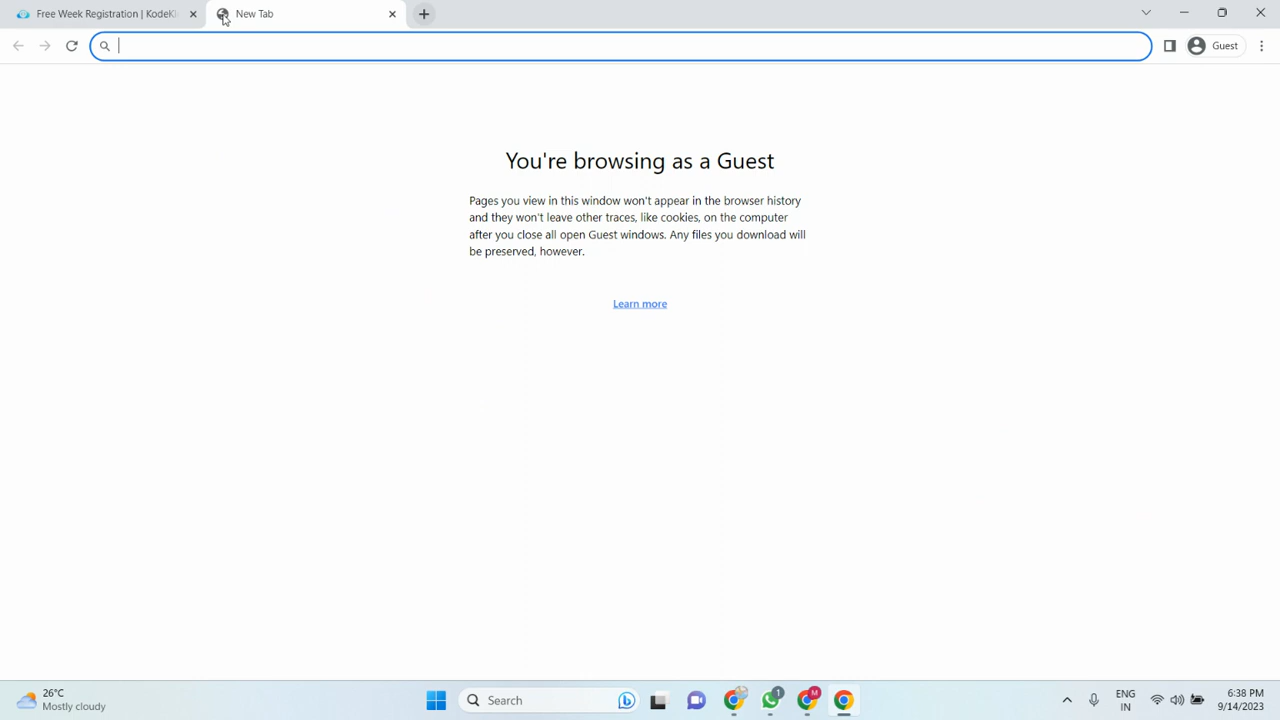 Free Week Registration | KodeKl
New Tab
Guest
You're browsing as a Guest
Pages you view in this window won't appear in the browser history
and they won't leave other traces, like cookies, on the computer
after you close all open Guest windows. Any files you download will
be preserved, however.
Learn more
26°C
Mostly cloudy
Search
1
M
ENG
IN
6:38 PM
9/14/2023